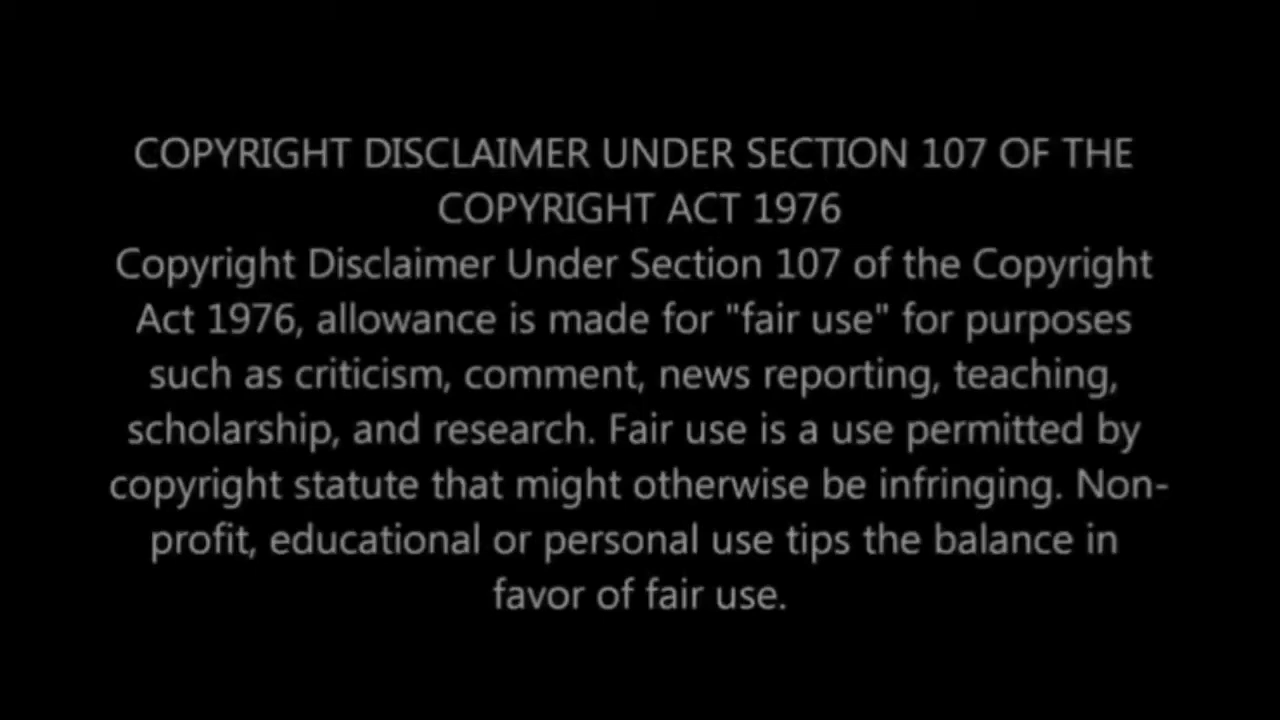 COPYRIGHT DISCLAIMER UNDER SECTION 107 OF THE
COPYRIGHT ACT 1976
Copyright Disclaimer Under Section 107 of the Copyright
Act 1976, allowance is made for "fair use" for purposes
such as criticism, comment, news reporting, teaching,
scholarship, and research. Fair use is a use permitted by
copyright statute that might otherwise be infringing. Non-
profit, educational or personal use tips the balance in
favor of fair use.